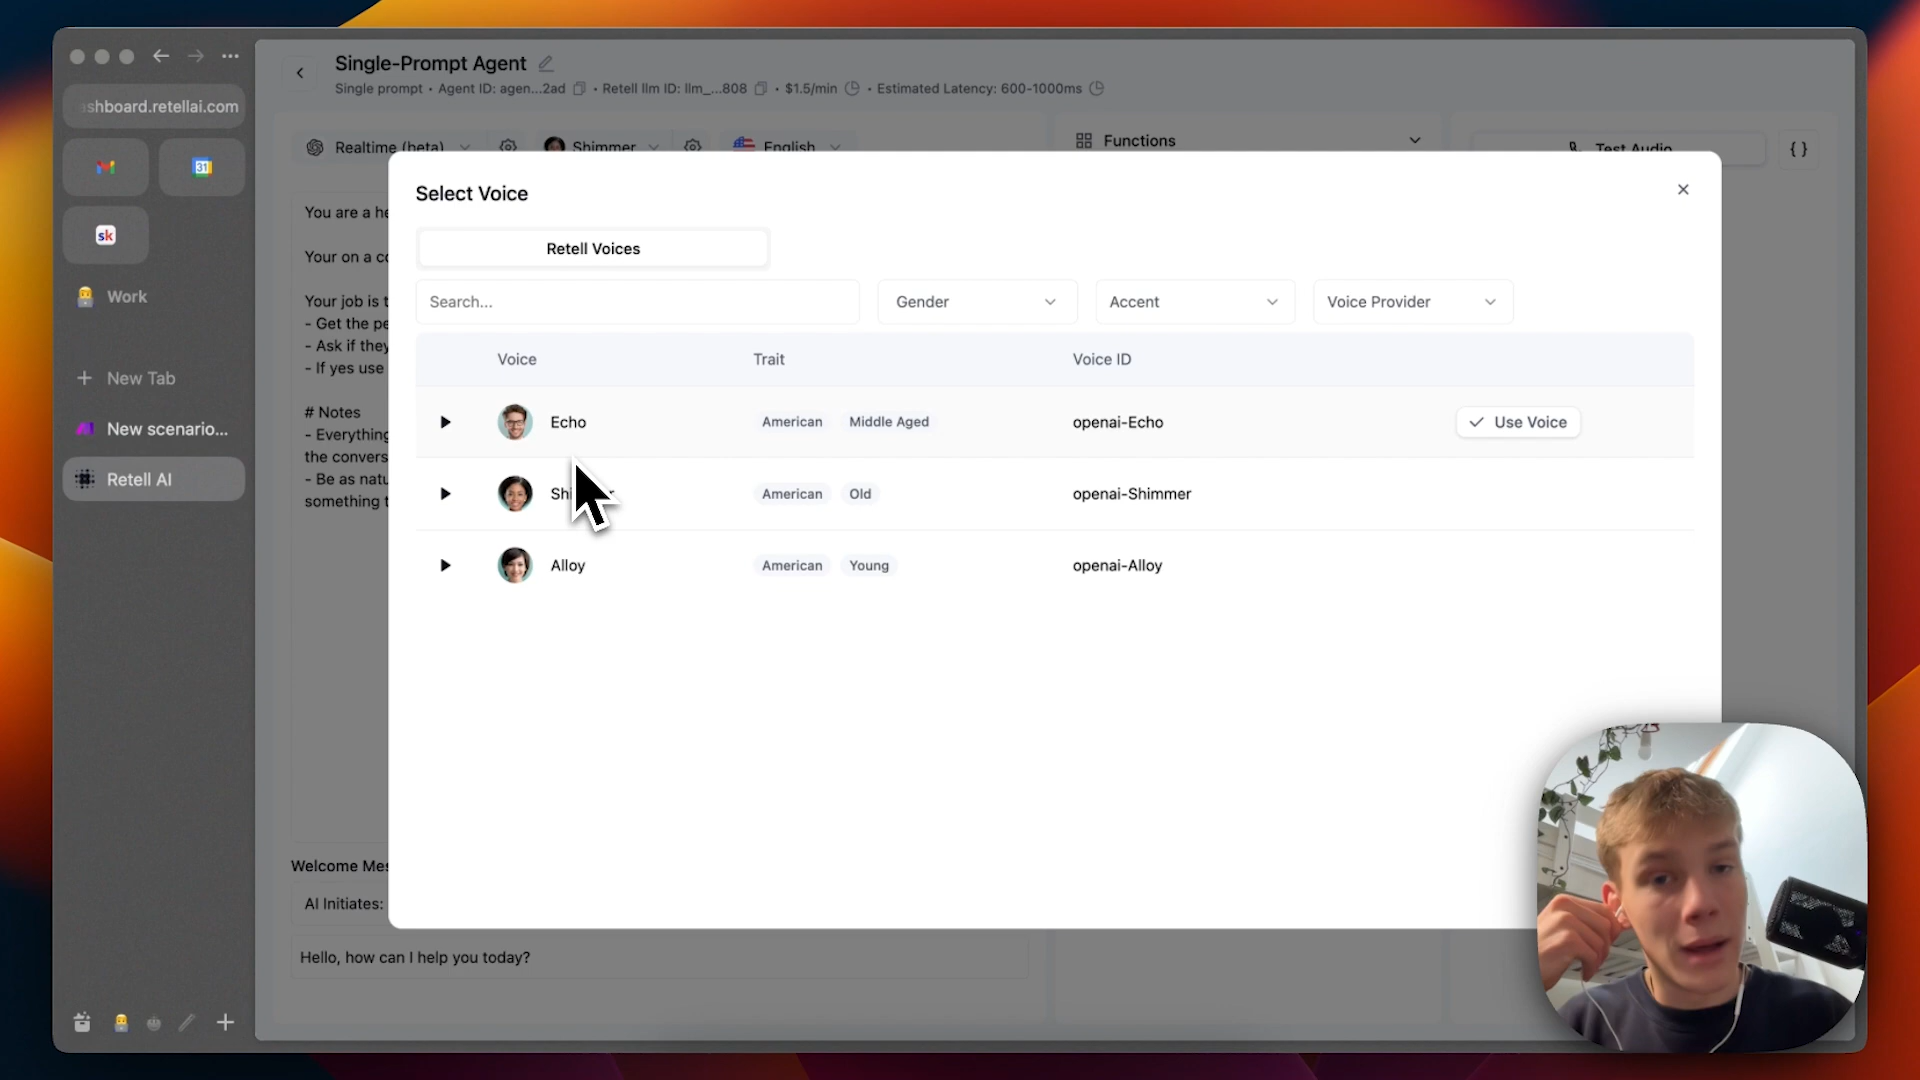 Single-Prompt Agent
Single prompt • Agent ID: agen...2ad • Retell llm ID: llm_...808 • $1.5/min • Estimated Latency: 600-1000ms
shboard.retellai.com
31
sk
Work
New Tab
New scenario...
Retell AI
Realtime (beta)
Shimmer
English
Functions
Test Audio
{ }
You are a he
Your on a co
Your job is t
- Get the pe
- Ask if they
- If yes use
# Notes
- Everything
the convers
- Be as natu
something t
Select Voice
Retell Voices
Search...
Gender
Accent
Voice Provider
Voice
Trait
Voice ID
Echo
American
Middle Aged
openai-Echo
Use Voice
Sh
American
Old
openai-Shimmer
Alloy
American
Young
openai-Alloy
Welcome Mes
AI Initiates:
Hello, how can I help you today?